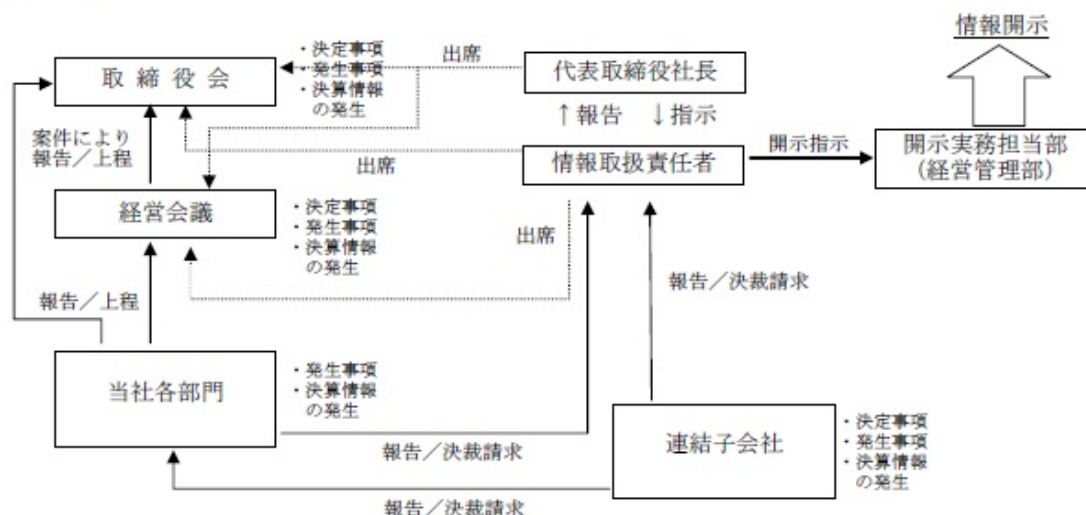 情報開示
・決定事項
・発生事項
・決算情報
の発生
出席
取 締 役 会
代表取締役社長
↑報告 ↓指示
案件により
報告/上程
出席
情報取扱責任者
開示指示
開示実務担当部
(経営管理部)
経営会議
・決定事項
・発生事項
・決算情報
の発生
出席
報告/上程
報告/決裁請求
当社各部門
・発生事項
・決算情報
の発生
報告/決裁請求
連結子会社
・決定事項
・発生事項
・決算情報
の発生
報告/決裁請求